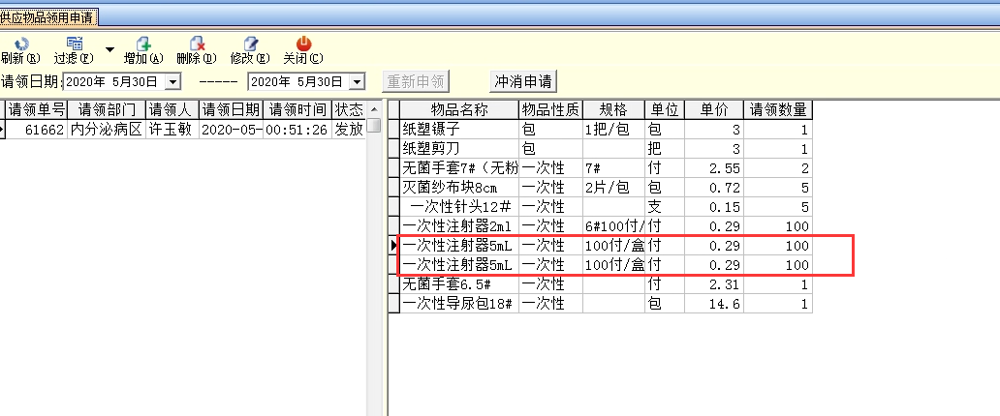 供应物品领用申请
刷新(R) 过滤(F) 增加(A) 删除(D) 修改(E) 关闭(C)
请领日期: 2020年 5月30日 ----- 2020年 5月30日 重新申领 冲消申请
请领单号 请领部门 请领人 请领日期 请领时间 状态
61662 内分泌病区 许玉敏 2020-05- 00:51:26 发放
物品名称 物品性质 规格 单位 单价 请领数量
纸塑镊子 包 1把/包 包 3 1
纸塑剪刀 包 把 3 1
无菌手套7#（无粉 一次性 7# 付 2.55 2
灭菌纱布块8cm 一次性 2片/包 包 0.72 5
一次性针头12＃ 一次性 支 0.15 5
一次性注射器2ml 一次性 6#100付/ 付 0.29 100
一次性注射器5mL 一次性 100付/盒 付 0.29 100
一次性注射器5mL 一次性 100付/盒 付 0.29 100
无菌手套6.5# 一次性 付 2.31 1
一次性导尿包18# 一次性 包 14.6 1